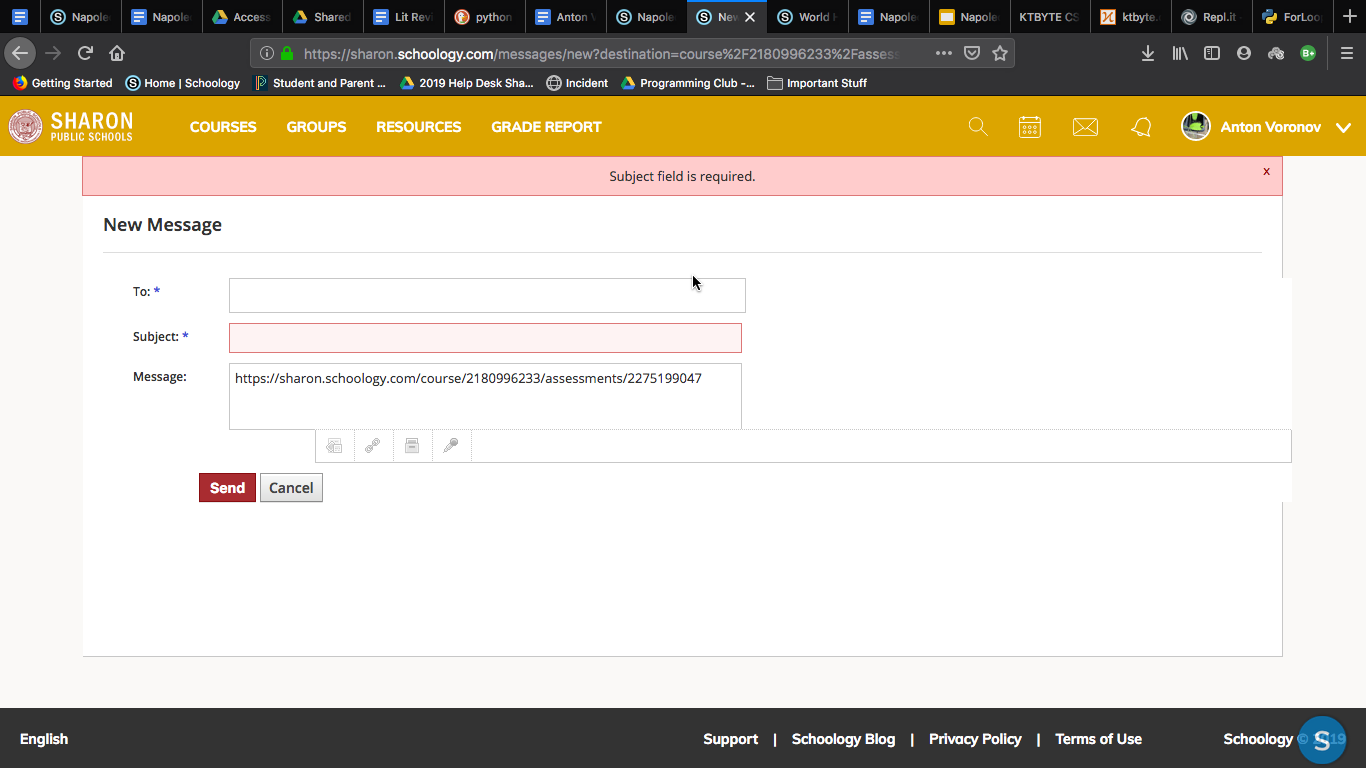 Napole
Napole
Access
Shared
Lit Revi
python
Anton V
Napole
New
World H
Napole
Napole
KTBYTE CS
ktbyte.
Repl.it -
ForLoo
https://sharon.schoology.com/messages/new?destination=course%2F2180996233%2Fassess
Getting Started
Home | Schoology
Student and Parent ...
2019 Help Desk Sha...
Incident
Programming Club -...
Important Stuff
SHARON
PUBLIC SCHOOLS
COURSES
GROUPS
RESOURCES
GRADE REPORT
Anton Voronov
Subject field is required.
x
New Message
To: *
Subject: *
Message:
https://sharon.schoology.com/course/2180996233/assessments/2275199047
Send
Cancel
English
Support | Schoology Blog | Privacy Policy | Terms of Use
Schoology ©
S
19